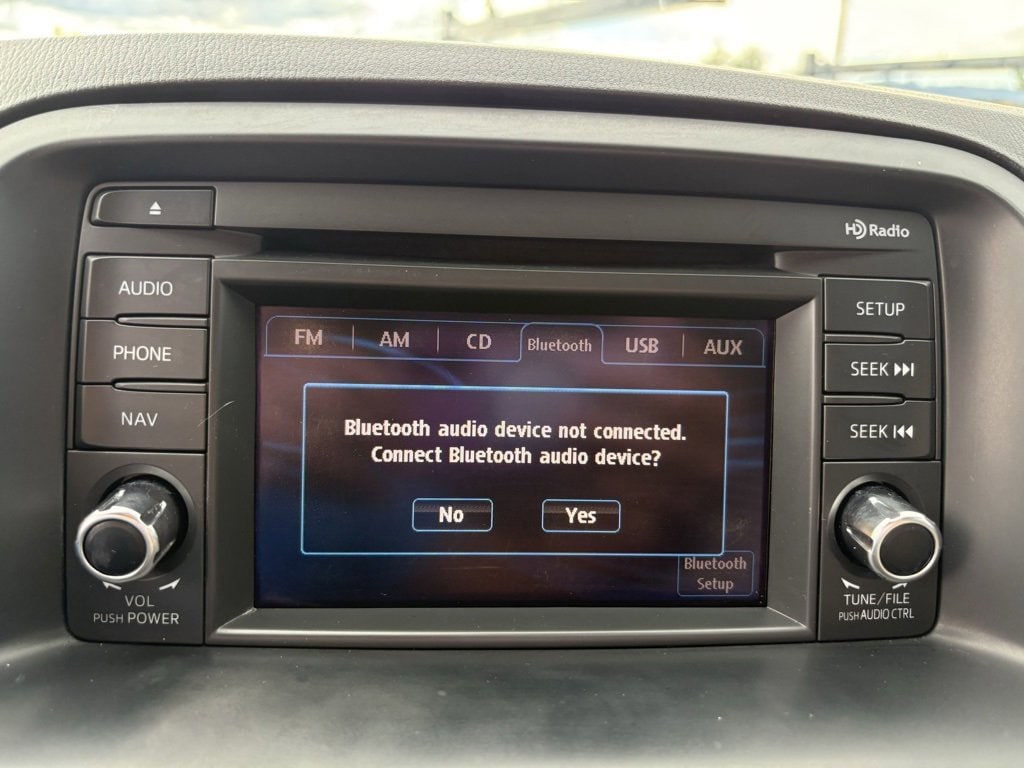 HD Radio
AUDIO
PHONE
NAV
VOL
PUSH POWER
FM
AM
CD
Bluetooth
USB
AUX
Bluetooth audio device not connected.
Connect Bluetooth audio device?
No
Yes
Bluetooth
Setup
SETUP
SEEK
SEEK
TUNE/FILE
PUSH AUDIO CTRL